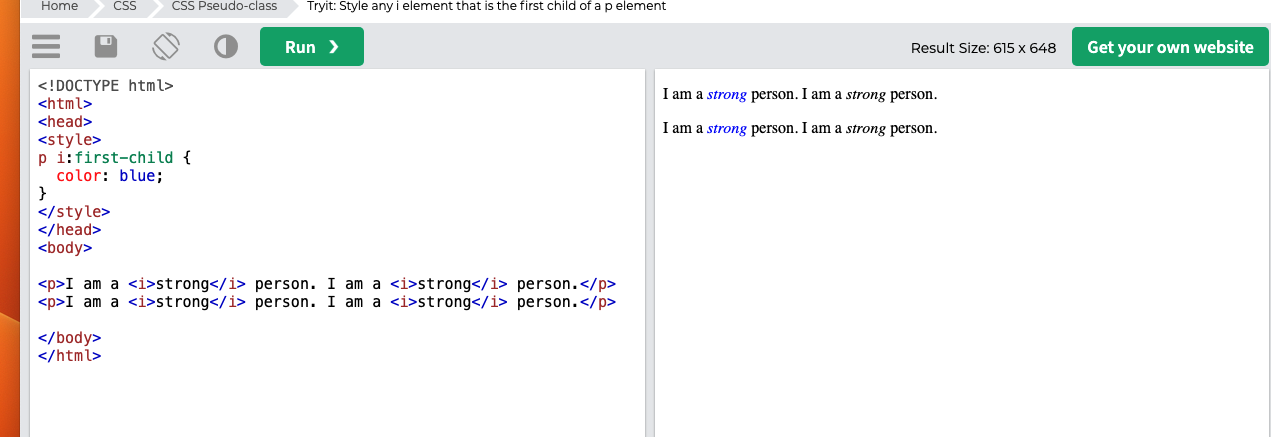 Home CSS CSS Pseudo-class Tryit: Style any i element that is the first child of a p element
Run ❯ Result Size: 615 x 648 Get your own website
<!DOCTYPE html>
<html>
<head>
<style>
p i:first-child {
  color: blue;
}
</style>
</head>
<body>

<p>I am a <i>strong</i> person. I am a <i>strong</i> person.</p>
<p>I am a <i>strong</i> person. I am a <i>strong</i> person.</p>

</body>
</html>
I am a strong person. I am a strong person.
I am a strong person. I am a strong person.